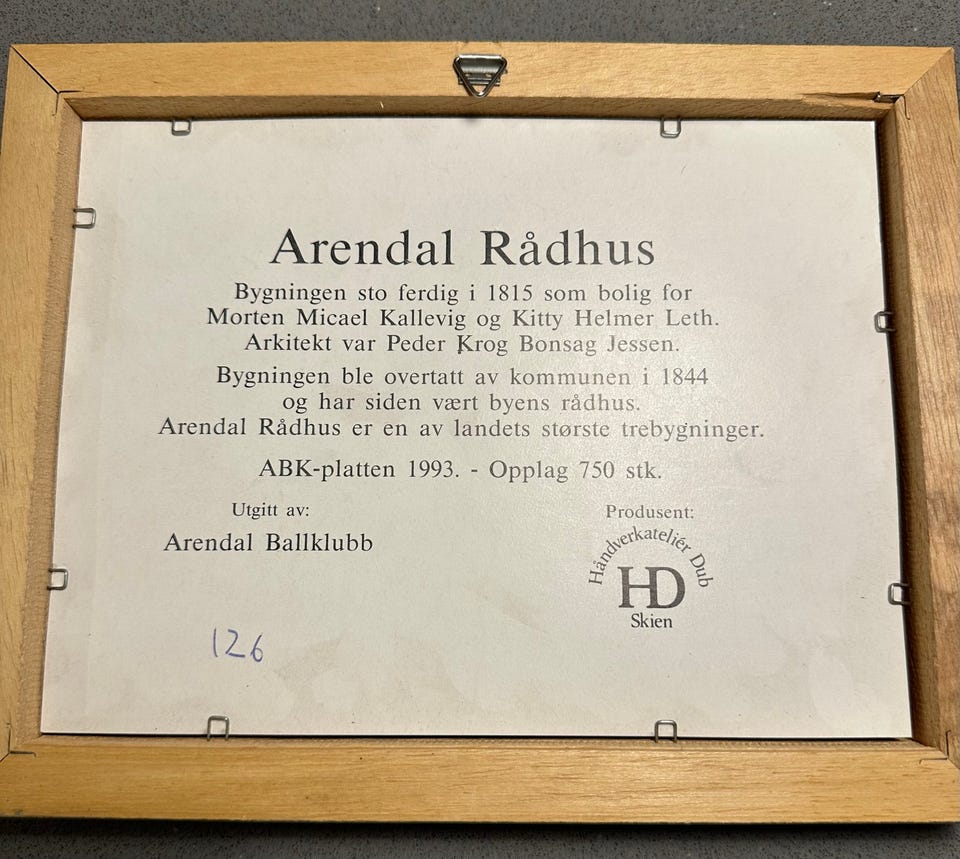 Arendal Rådhus
Bygningen sto ferdig i 1815 som bolig for
Morten Micael Kallevig og Kitty Helmer Leth.
Arkitekt var Peder Krog Bonsag Jessen.
Bygningen ble overtatt av kommunen i 1844
og har siden vært byens rådhus.
Arendal Rådhus er en av landets største trebygninger.
ABK-platten 1993. - Opplag 750 stk.
Utgitt av:
Arendal Ballklubb
Produsent:
Håndverkateliér Dub
HD
Skien
126